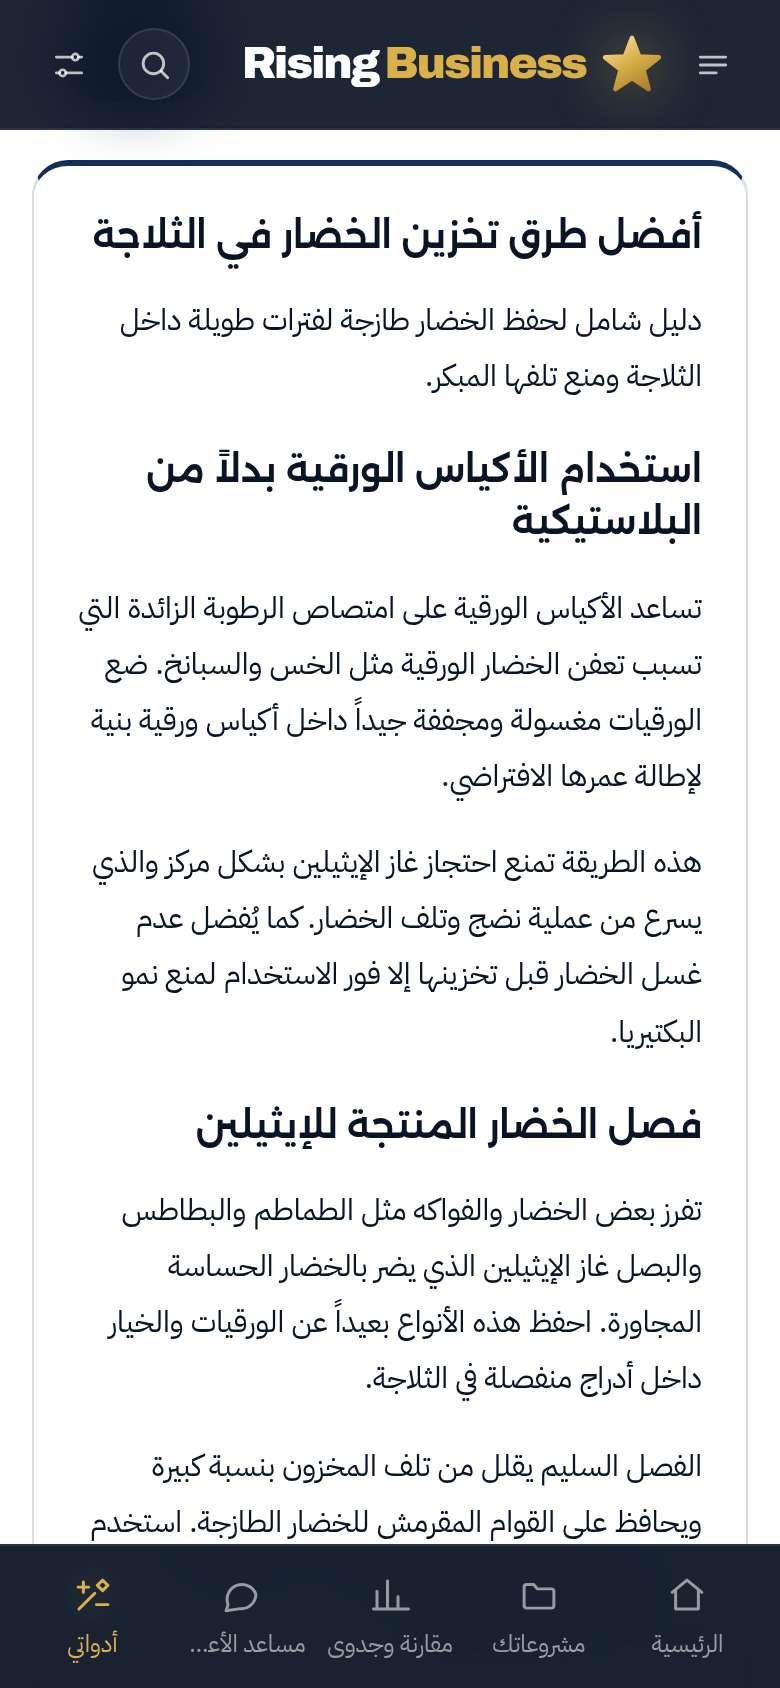 Rising Business
أفضل طرق تخزين الخضار في الثلاجة
دليل شامل لحفظ الخضار طازجة لفترات طويلة داخل
الثلاجة ومنع تلفها المبكر.
استخدام الأكياس الورقية بدلاً من
البلاستيكية
تساعد الأكياس الورقية على امتصاص الرطوبة الزائدة التي
تسبب تعفن الخضار الورقية مثل الخس والسبانخ. ضع
الورقيات مغسولة ومجففة جيداً داخل أكياس ورقية بنية
لإطالة عمرها الافتراضي.
هذه الطريقة تمنع احتجاز غاز الإيثيلين بشكل مركز والذي
يسرع من عملية نضج وتلف الخضار. كما يُفضل عدم
غسل الخضار قبل تخزينها إلا فور الاستخدام لمنع نمو
البكتيريا.
فصل الخضار المنتجة للإيثيلين
تفرز بعض الخضار والفواكه مثل الطماطم والبطاطس
والبصل غاز الإيثيلين الذي يضر بالخضار الحساسة
المجاورة. احفظ هذه الأنواع بعيداً عن الورقيات والخيار
داخل أدراج منفصلة في الثلاجة.
الفصل السليم يقلل من تلف المخزون بنسبة كبيرة
ويحافظ على القوام المقرمش للخضار الطازجة. استخدم
الرئيسية
مشروعاتك
مقارنة وجدوى
مساعد الأعـ...
أدواتي